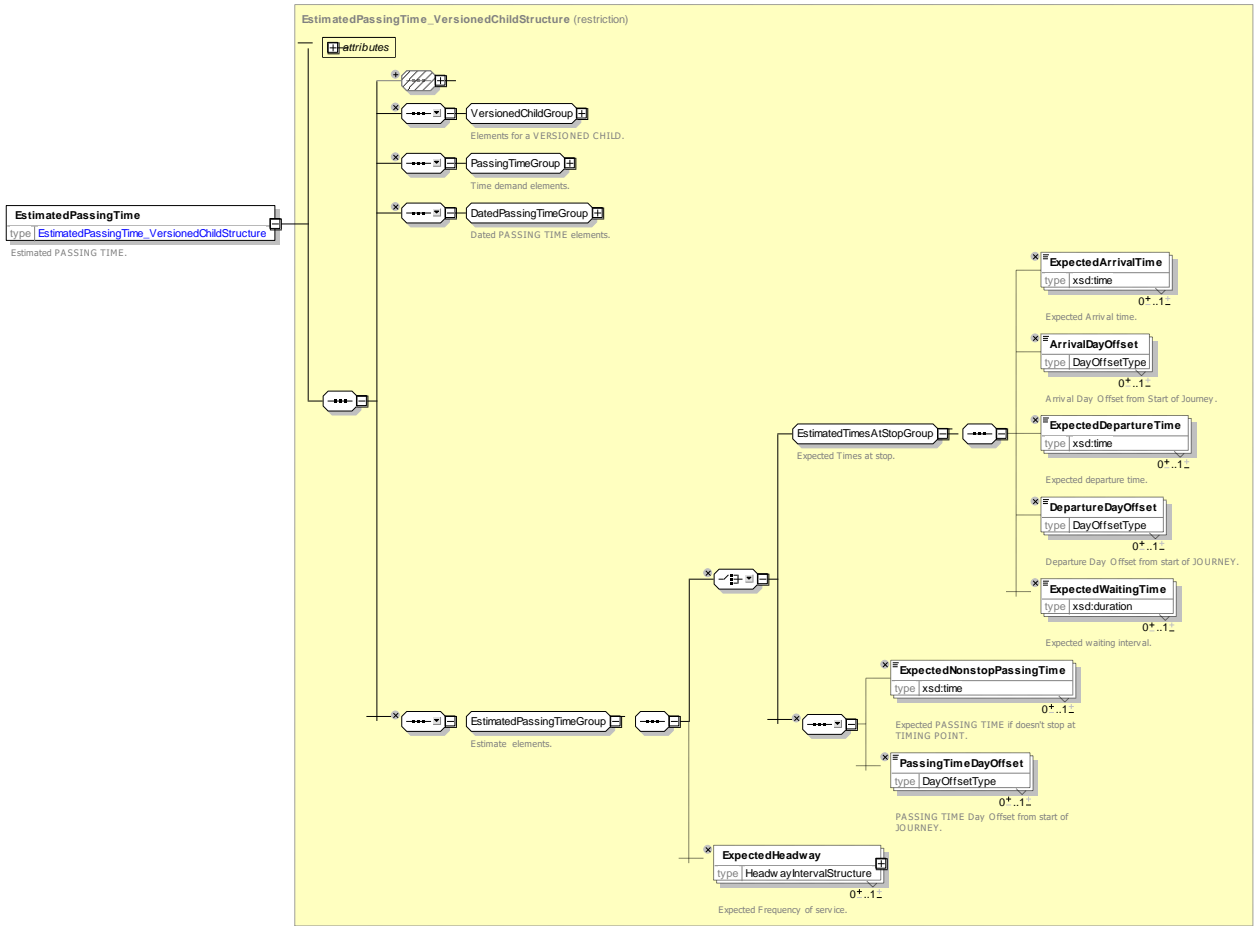 EstimatedPassingTime_VersionedChildStructure (restriction)
attributes
VersionedChildGroup
Elements for a VERSIONED CHILD.
PassingTimeGroup
Time demand elements.
DatedPassingTimeGroup
Dated PASSING TIME elements.
EstimatedPassingTime
type EstimatedPassingTime_VersionedChildStructure
Estimated PASSING TIME.
ExpectedArrivalTime
type xsd:time
0..1
Expected Arrival time.
ArrivalDayOffset
type DayOffsetType
0..1
Arrival Day Offset from Start of Journey.
EstimatedTimesAtStopGroup
Expected Times at stop.
ExpectedDepartureTime
type xsd:time
0..1
Expected departure time.
DepartureDayOffset
type DayOffsetType
0..1
Departure Day Offset from start of JOURNEY.
ExpectedWaitingTime
type xsd:duration
0..1
Expected waiting interval.
ExpectedNonstopPassingTime
type xsd:time
0..1
Expected PASSING TIME if doesn't stop at
TIMING POINT.
EstimatedPassingTimeGroup
Estimate elements.
PassingTimeDayOffset
type DayOffsetType
0..1
PASSING TIME Day Offset from start of
JOURNEY.
ExpectedHeadway
type HeadwayIntervalStructure
0..1
Expected Frequency of service.